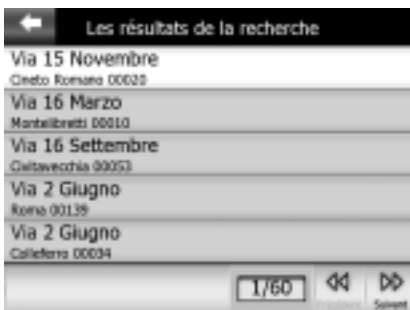 Les résultats de la recherche
Via 15 Novembre
Cineto Romano 00020
Via 16 Marzo
Montelibretti 00010
Via 16 Settembre
Civitavecchia 00053
Via 2 Giugno
Roma 00139
Via 2 Giugno
Colleferro 00034
1/60
Précédent Suivant